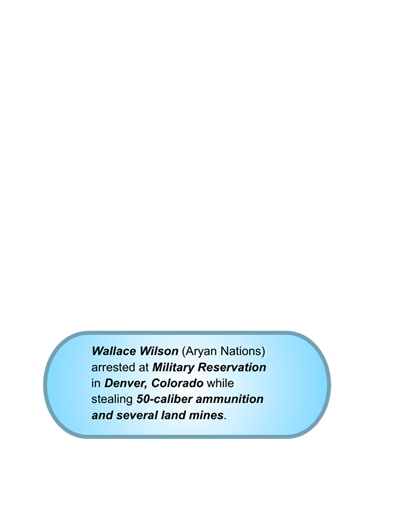 Wallace Wilson (Aryan Nations)
arrested at Military Reservation
in Denver, Colorado while
stealing 50-caliber ammunition
and several land mines.